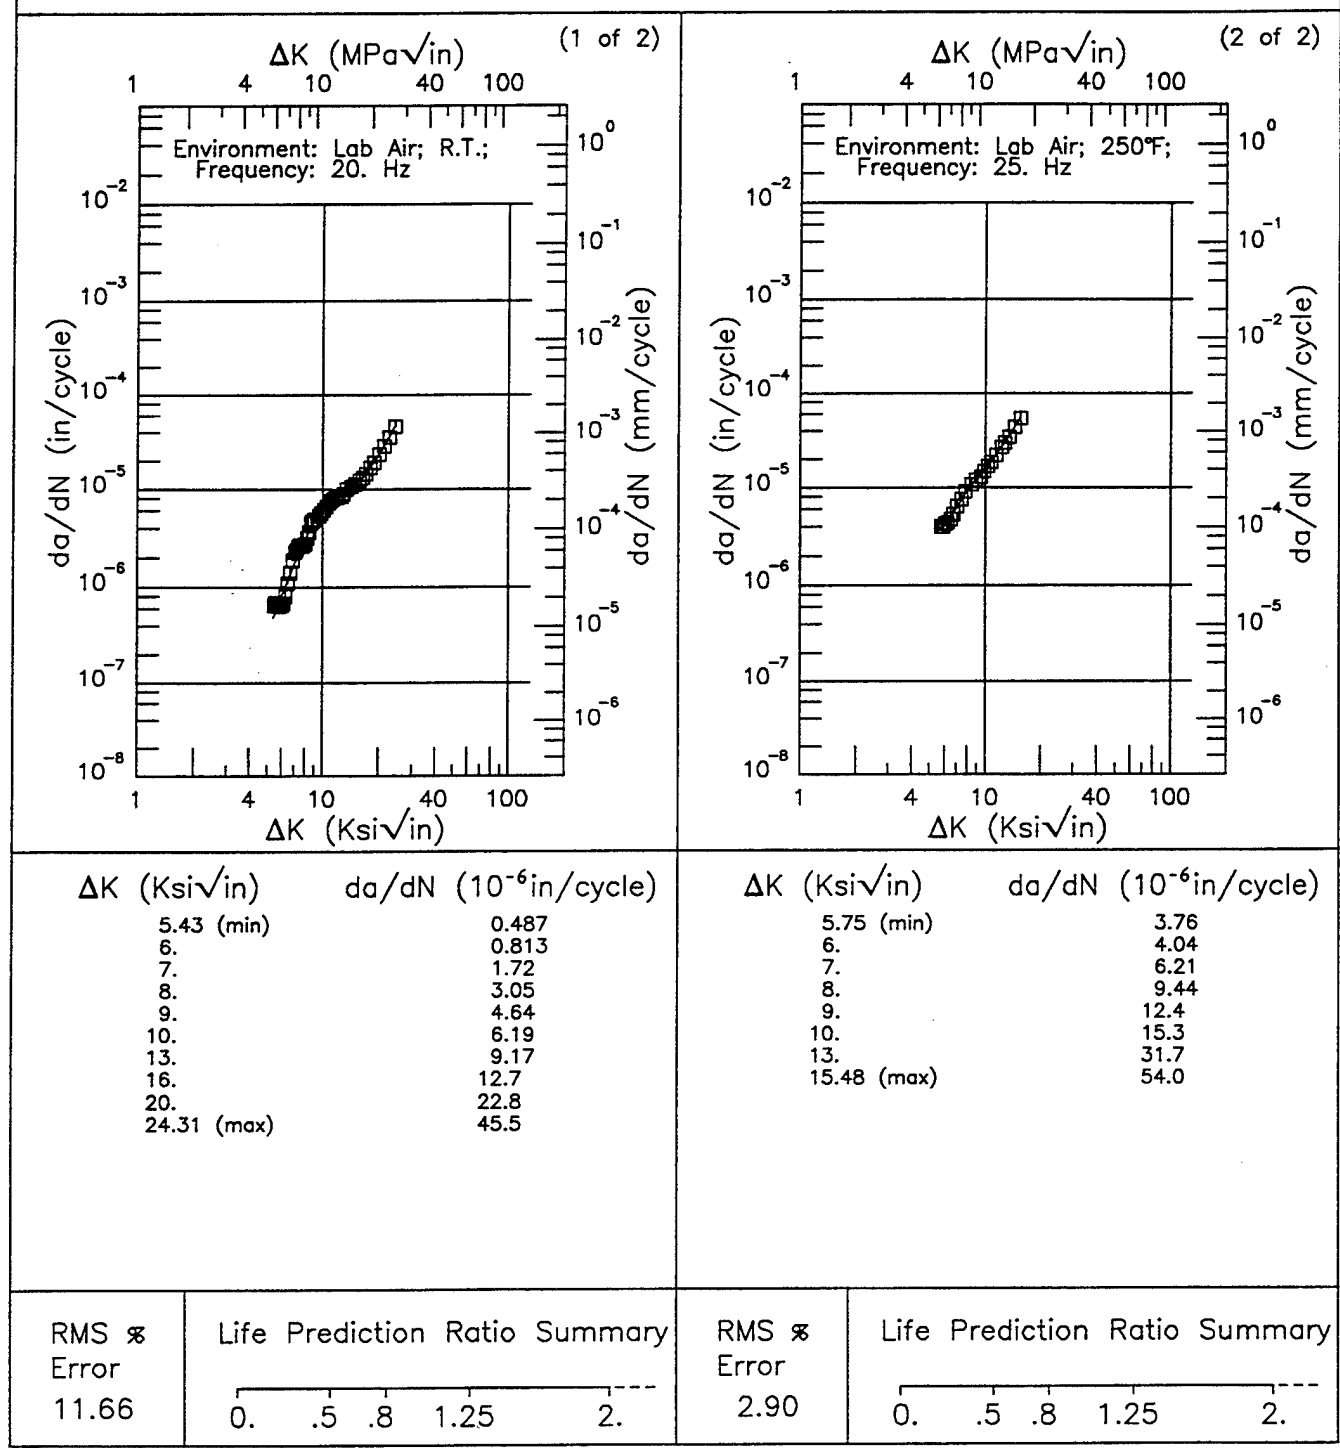 (1 of 2)
ΔK (MPa√in)
1 4 10 40 100
Environment: Lab Air; R.T.;
Frequency: 20. Hz
10⁻²
10⁻³
10⁻⁴
10⁻⁵
10⁻⁶
10⁻⁷
10⁻⁸
da/dN (in/cycle)
10⁰
10⁻¹
10⁻²
10⁻³
10⁻⁴
10⁻⁵
10⁻⁶
da/dN (mm/cycle)
1 4 10 40 100
ΔK (Ksi√in)
(2 of 2)
ΔK (MPa√in)
1 4 10 40 100
Environment: Lab Air; 250°F;
Frequency: 25. Hz
10⁻²
10⁻³
10⁻⁴
10⁻⁵
10⁻⁶
10⁻⁷
10⁻⁸
da/dN (in/cycle)
10⁰
10⁻¹
10⁻²
10⁻³
10⁻⁴
10⁻⁵
10⁻⁶
da/dN (mm/cycle)
1 4 10 40 100
ΔK (Ksi√in)
ΔK (Ksi√in) da/dN (10⁻⁶in/cycle)
5.43 (min) 0.487
6. 0.813
7. 1.72
8. 3.05
9. 4.64
10. 6.19
13. 9.17
16. 12.7
20. 22.8
24.31 (max) 45.5
ΔK (Ksi√in) da/dN (10⁻⁶in/cycle)
5.75 (min) 3.76
6. 4.04
7. 6.21
8. 9.44
9. 12.4
10. 15.3
13. 31.7
15.48 (max) 54.0
RMS %
Error
11.66
Life Prediction Ratio Summary
0. .5 .8 1.25 2.
RMS %
Error
2.90
Life Prediction Ratio Summary
0. .5 .8 1.25 2.